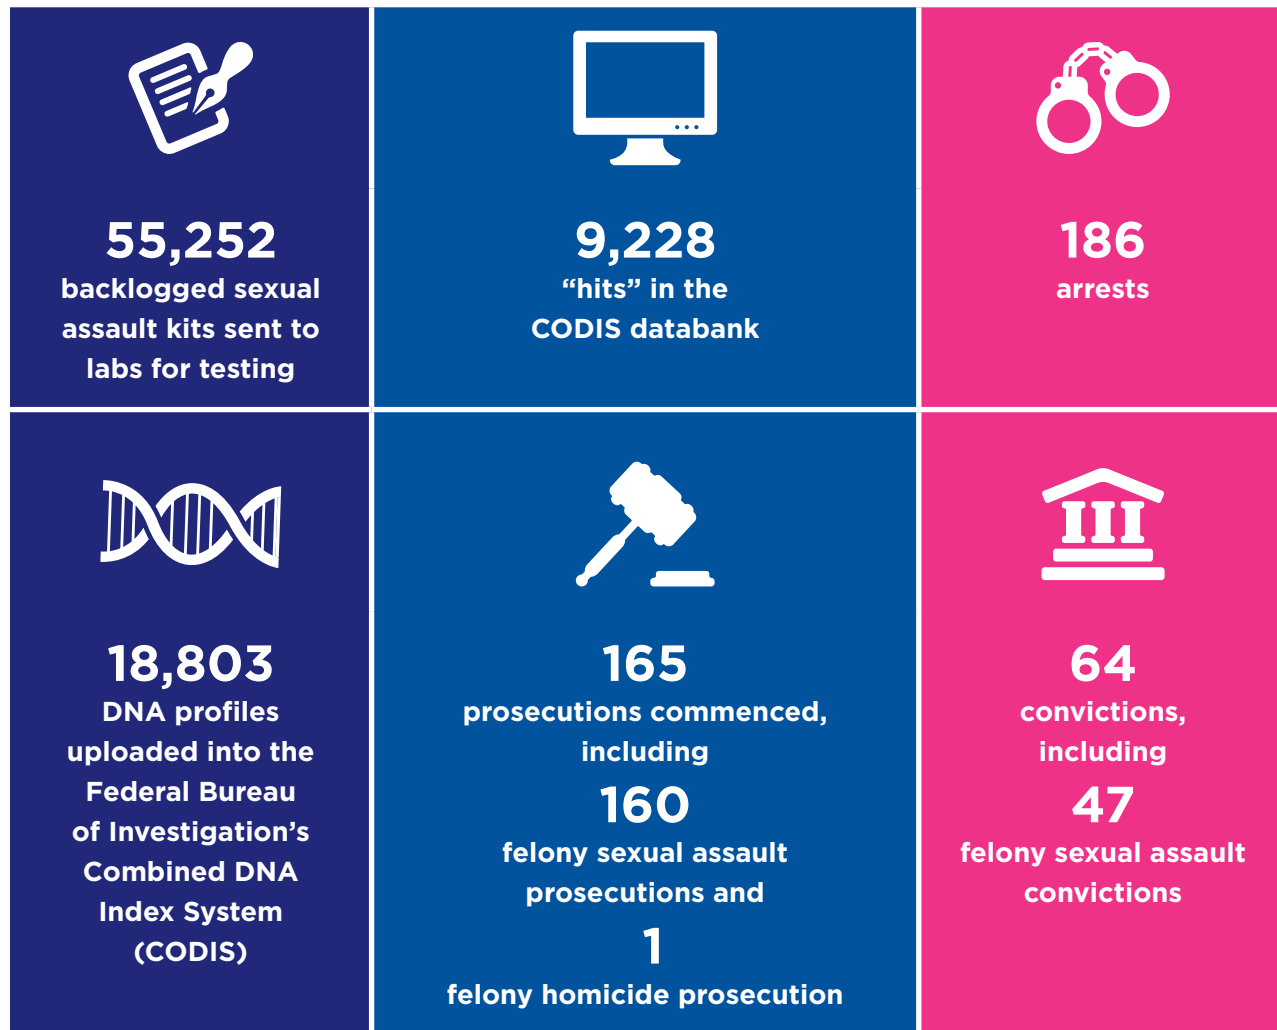 55,252
backlogged sexual
assault kits sent to
labs for testing
9,228
“hits” in the
CODIS databank
186
arrests
18,803
DNA profiles
uploaded into the
Federal Bureau
of Investigation’s
Combined DNA
Index System
(CODIS)
165
prosecutions commenced,
including
160
felony sexual assault
prosecutions and
1
felony homicide prosecution
64
convictions,
including
47
felony sexual assault
convictions